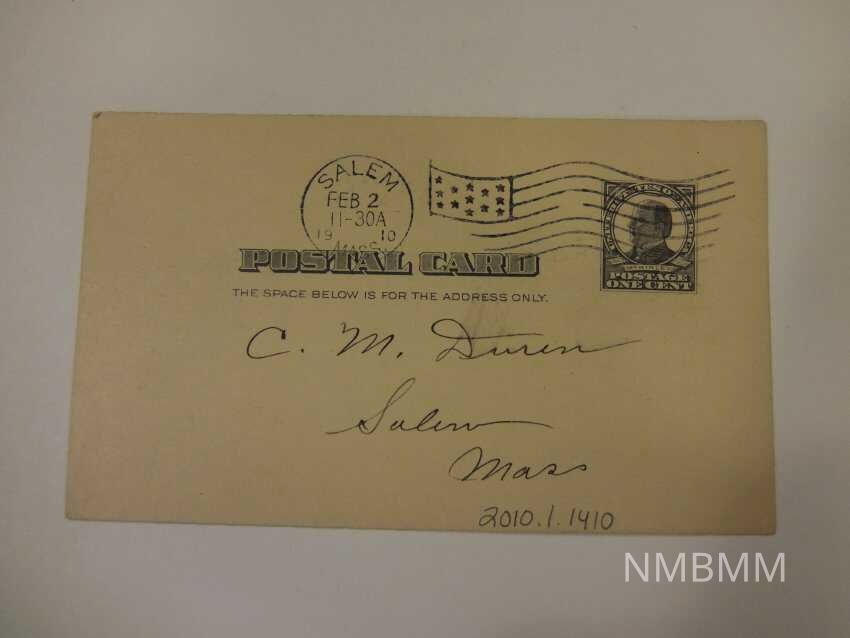 SALEM
FEB 2
11-30A
19 10
MASS.
POSTAL CARD
THE SPACE BELOW IS FOR THE ADDRESS ONLY.
POSTAGE
ONE CENT
C. M. Duren
Salem
Mass
2010.1.1410
NMBMM